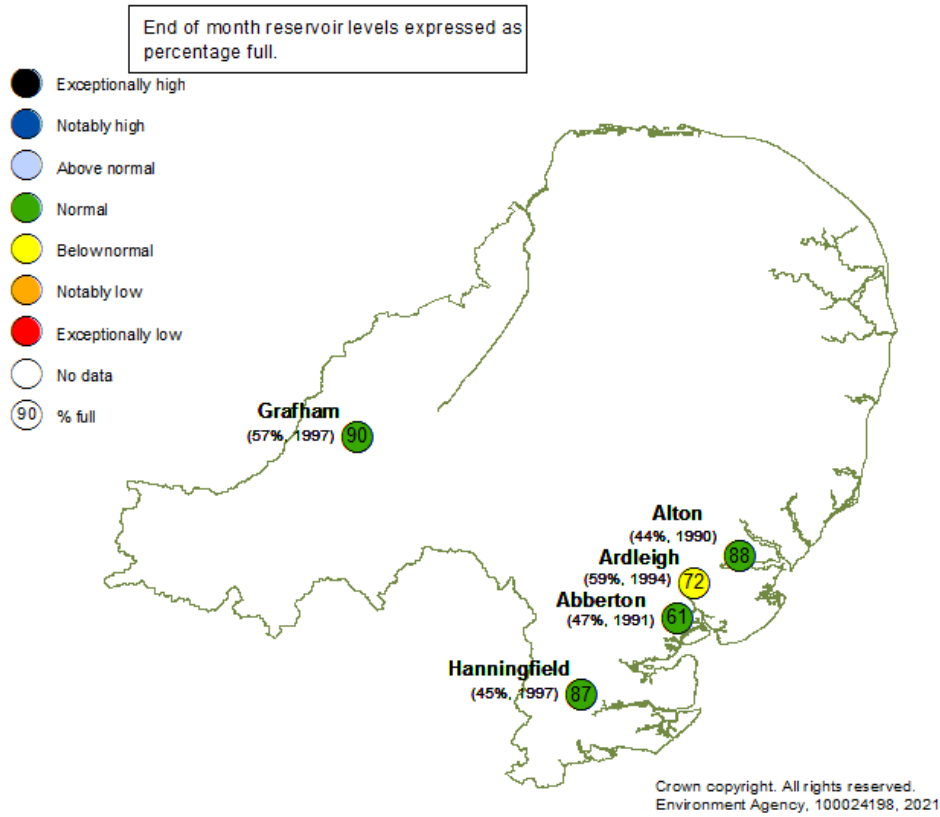 End of month reservoir levels expressed as
percentage full.
Exceptionally high
Notably high
Above normal
Normal
Below normal
Notably low
Exceptionally low
No data
90 % full
Grafham
(57%, 1997) 90
Alton
(44%, 1990) 88
Ardleigh
(59%, 1994) 72
Abberton
(47%, 1991) 61
Hanningfield
(45%, 1997) 87
Crown copyright. All rights reserved.
Environment Agency, 100024198, 2021